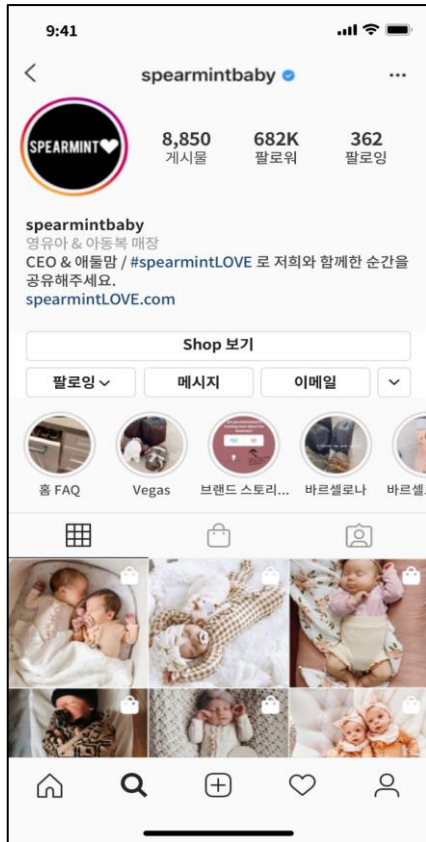 9:41
spearmintbaby
SPEARMINT
8,850 682K 362
게시물 팔로워 팔로잉
spearmintbaby
영유아 & 아동복 매장
CEO & 애둘맘 / #spearmintLOVE 로 저희와 함께한 순간을
공유해주세요.
spearmintLOVE.com
Shop 보기
팔로잉 메시지 이메일
홈 FAQ Vegas 브랜드 스토리... 바르셀로나